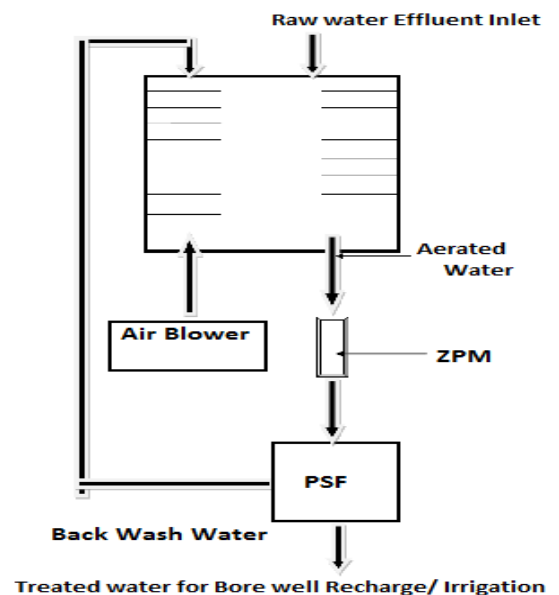 Raw water Effluent Inlet
Aerated
Water
Air Blower
ZPM
PSF
Back Wash Water
Treated water for Bore well Recharge/ Irrigation